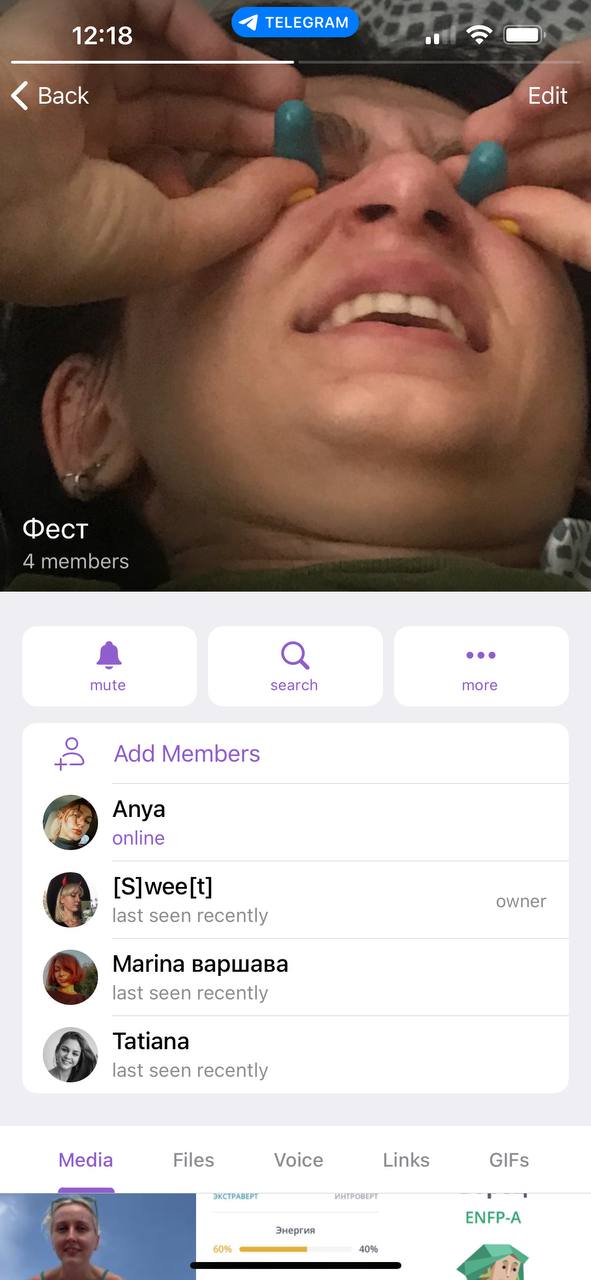 12:18
TELEGRAM
Back
Edit
Фест
4 members
mute
search
more
Add Members
Anya
online
[S]wee[t]
last seen recently
owner
Marina варшава
last seen recently
Tatiana
last seen recently
Media
Files
Voice
Links
GIFs
ЭКСТРАВЕРТ
ИНТРОВЕРТ
Энергия
60%
40%
ENFP-A